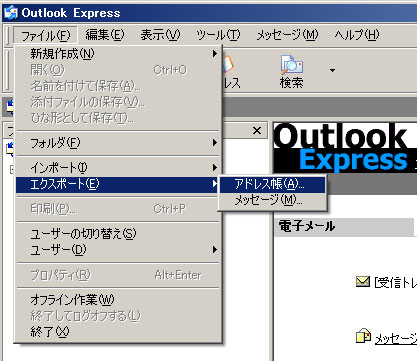 Outlook Express
ファイル(F) 編集(E) 表示(V) ツール(T) メッセージ(M) ヘルプ(H)
新規作成(N)
開く(O) Ctrl+O
名前を付けて保存(A)...
添付ファイルの保存(V)...
ひな形として保存(T)...
フォルダ(F)
インポート(I)
エクスポート(E)
印刷(P)... Ctrl+P
ユーザーの切り替え(S)
ユーザー(D)
プロパティ(R) Alt+Enter
オフライン作業(W)
終了してログオフする(L)
終了(X)
アドレス帳(A)...
メッセージ(M)...
レス
検索
Outlook
Express
電子メール
[受信トレ
メッセージ